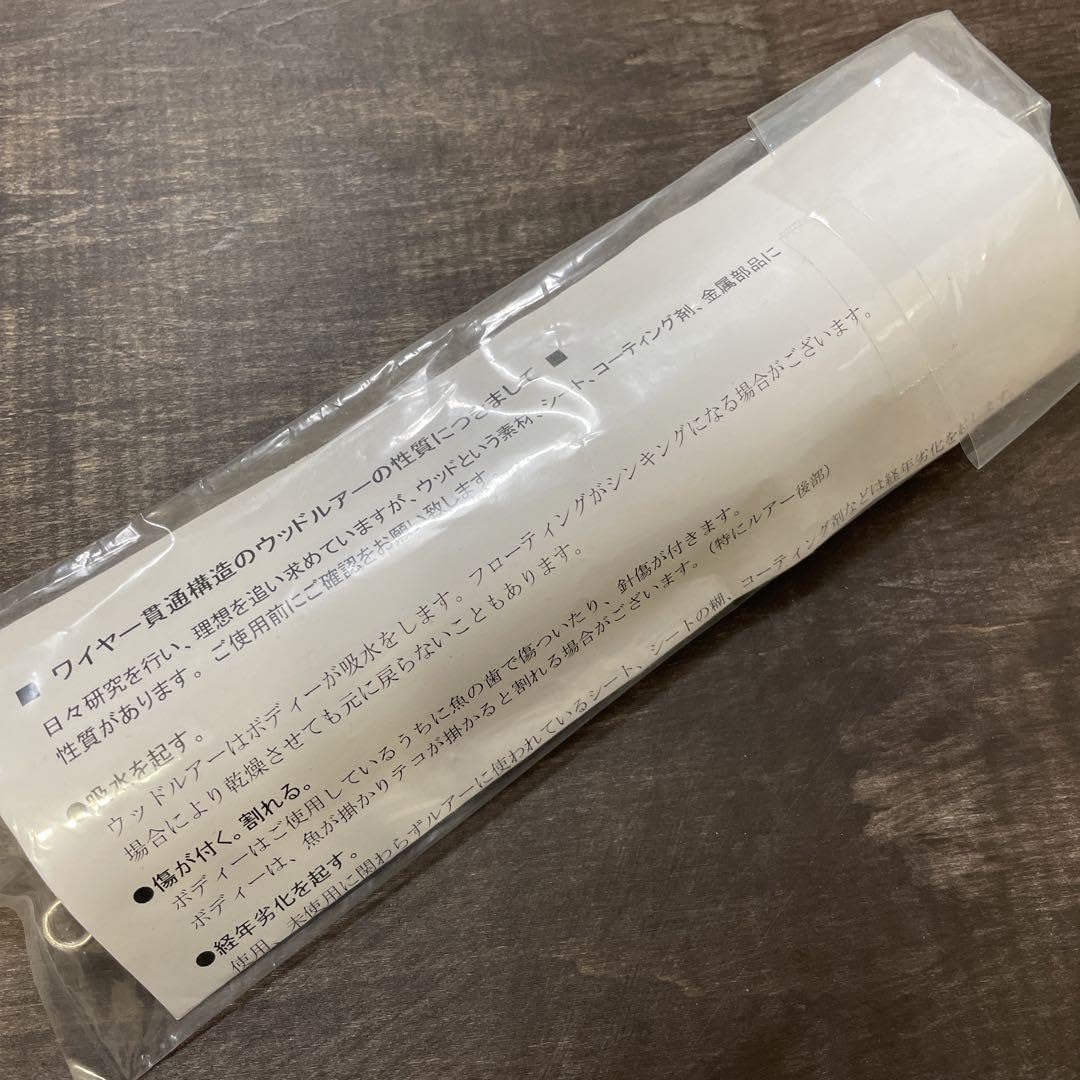 ■ ワイヤー貫通構造のウッドルアーの性質につきまして ■
日々研究を行い、理想を追い求めていますが、ウッドという素材、シート、コーティング剤、金属部品に
性質があります。ご使用前にご確認をお願い致します
●吸水を起す。
ウッドルアーはボディーが吸水をします。フローティングがシンキングになる場合がございます。
場合により乾燥させても元に戻らないこともあります。
●傷が付く。割れる。
ボディーはご使用しているうちに魚の歯で傷ついたり、針傷が付きます。
ボディーは、魚が掛かりテコが掛かると割れる場合がございます。（特にルアー後部）
●経年劣化を起す。
使用、未使用に関わらずルアーに使われているシート、シートの糊、コーティング剤などは経年劣化を起します。